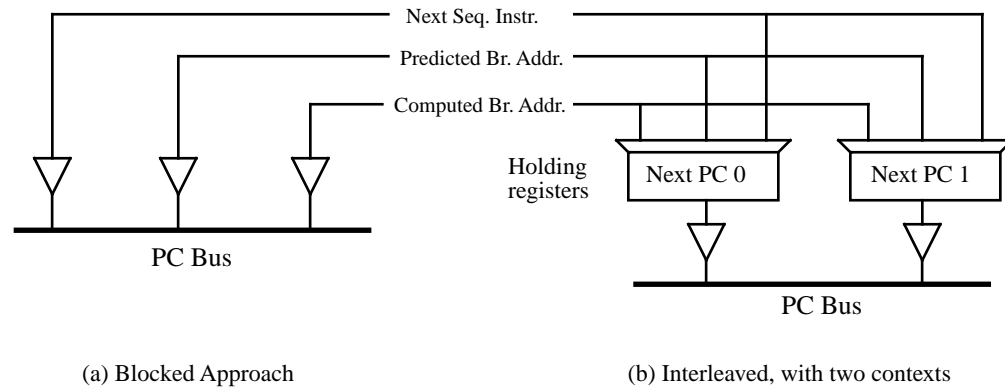 Next Seq. Instr.
Predicted Br. Addr.
Computed Br. Addr.
Holding
registers
Next PC 0
Next PC 1
PC Bus
PC Bus
(a) Blocked Approach
(b) Interleaved, with two contexts